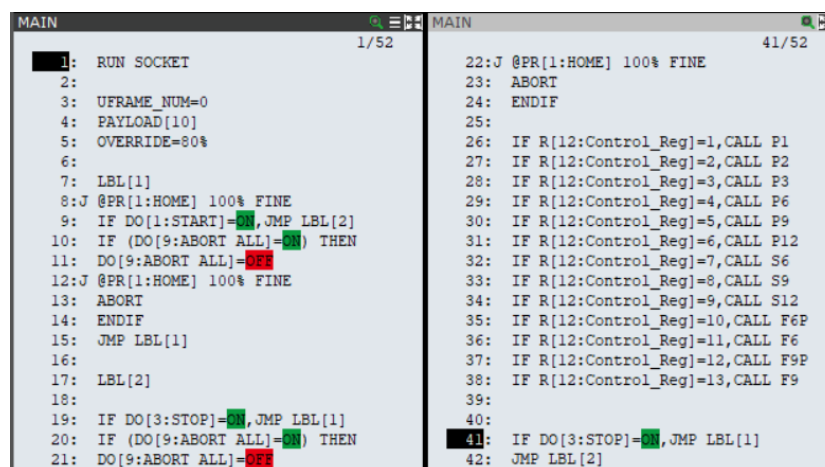 MAIN
1/52
1: RUN SOCKET
2:
3: UFRAME_NUM=0
4: PAYLOAD[10]
5: OVERRIDE=80%
6:
7: LBL[1]
8:J @PR[1:HOME] 100% FINE
9: IF DO[1:START]=ON,JMP LBL[2]
10: IF (DO[9:ABORT ALL]=ON) THEN
11: DO[9:ABORT ALL]=OFF
12:J @PR[1:HOME] 100% FINE
13: ABORT
14: ENDIF
15: JMP LBL[1]
16:
17: LBL[2]
18:
19: IF DO[3:STOP]=ON,JMP LBL[1]
20: IF (DO[9:ABORT ALL]=ON) THEN
21: DO[9:ABORT ALL]=OFF
MAIN
41/52
22:J @PR[1:HOME] 100% FINE
23: ABORT
24: ENDIF
25:
26: IF R[12:Control_Reg]=1,CALL P1
27: IF R[12:Control_Reg]=2,CALL P2
28: IF R[12:Control_Reg]=3,CALL P3
29: IF R[12:Control_Reg]=4,CALL P6
30: IF R[12:Control_Reg]=5,CALL P9
31: IF R[12:Control_Reg]=6,CALL P12
32: IF R[12:Control_Reg]=7,CALL S6
33: IF R[12:Control_Reg]=8,CALL S9
34: IF R[12:Control_Reg]=9,CALL S12
35: IF R[12:Control_Reg]=10,CALL F6P
36: IF R[12:Control_Reg]=11,CALL F6
37: IF R[12:Control_Reg]=12,CALL F9P
38: IF R[12:Control_Reg]=13,CALL F9
39:
40:
41: IF DO[3:STOP]=ON,JMP LBL[1]
42: JMP LBL[2]